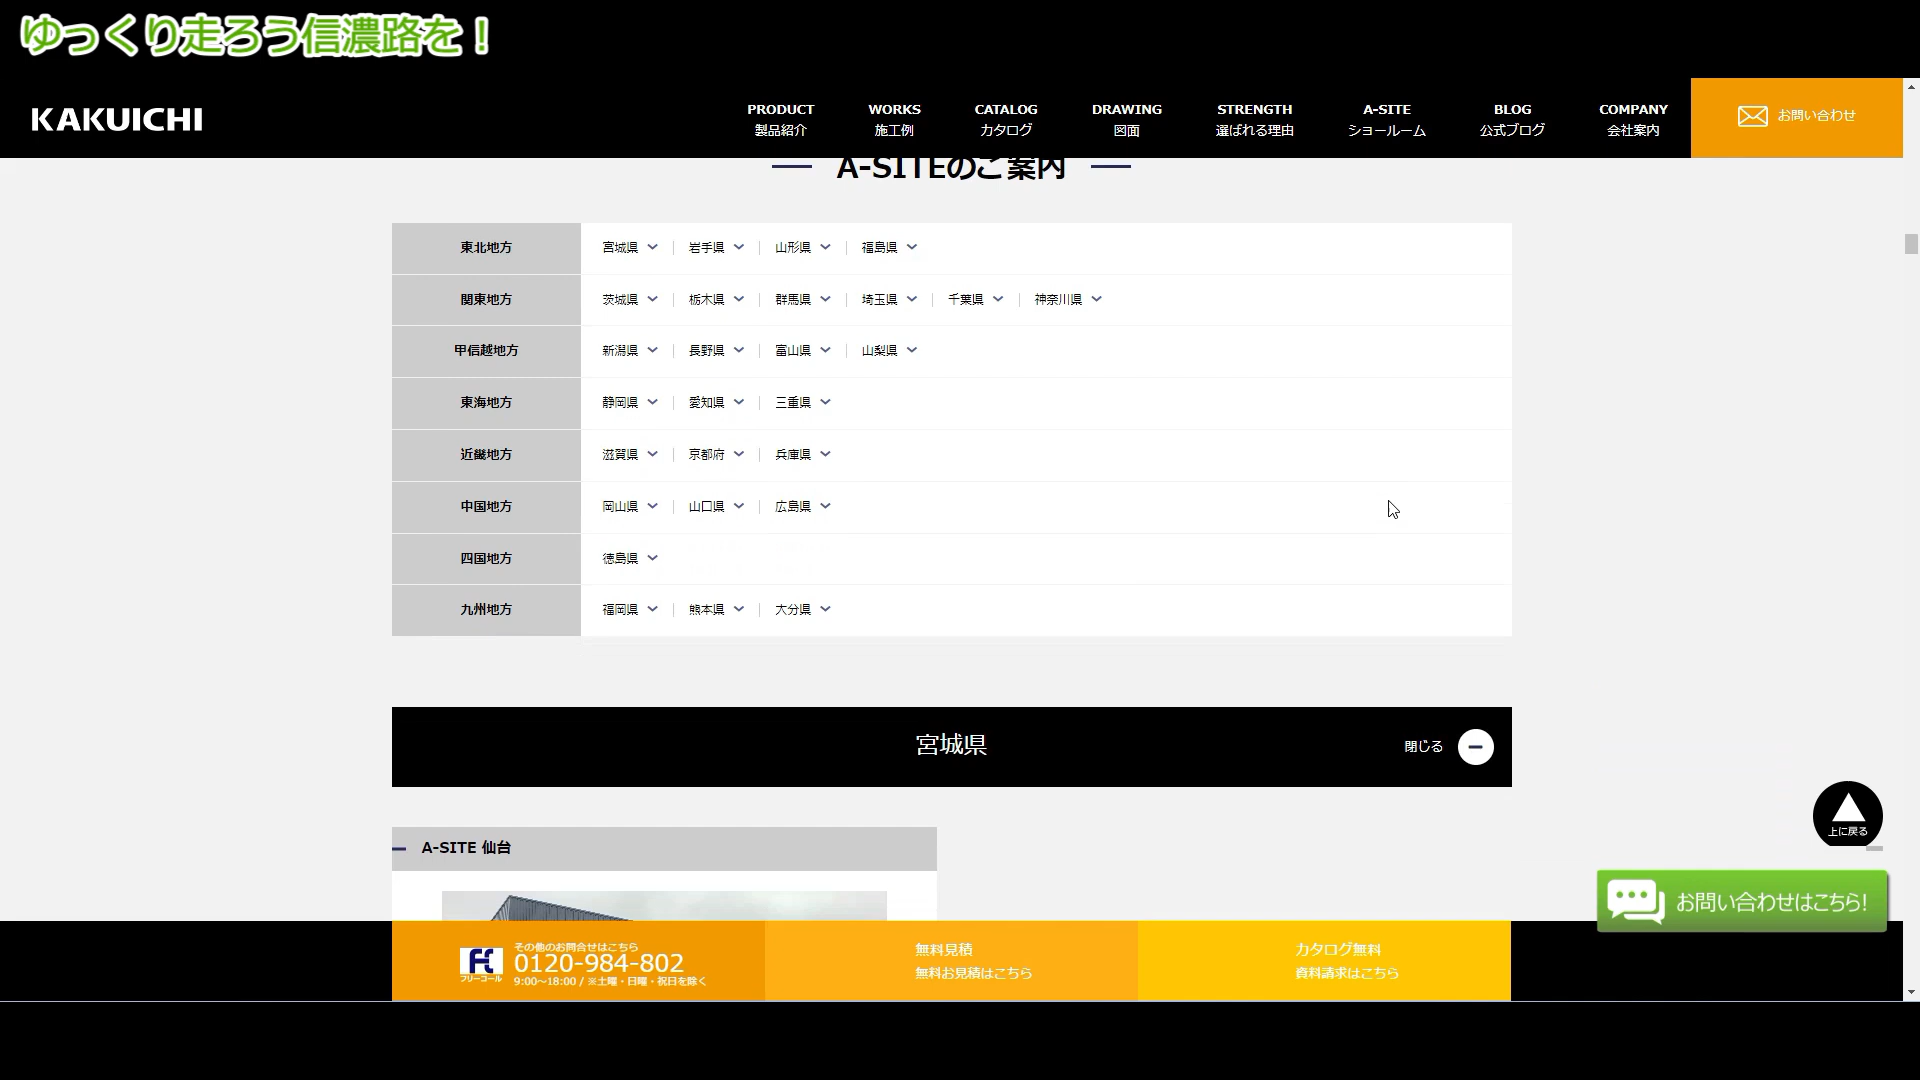 ゆっくり走ろう信濃路を！
KAKUICHI
PRODUCT
製品紹介
WORKS
施工例
CATALOG
カタログ
DRAWING
図面
STRENGTH
選ばれる理由
A-SITE
ショールーム
BLOG
公式ブログ
COMPANY
会社案内
お問い合わせ
A-SITEのご案内
東北地方 宮城県 岩手県 山形県 福島県
関東地方 茨城県 栃木県 群馬県 埼玉県 千葉県 神奈川県
甲信越地方 新潟県 長野県 富山県 山梨県
東海地方 静岡県 愛知県 三重県
近畿地方 滋賀県 京都府 兵庫県
中国地方 岡山県 山口県 広島県
四国地方 徳島県
九州地方 福岡県 熊本県 大分県
宮城県
閉じる
A-SITE 仙台
上に戻る
お問い合わせはこちら!
フリーコール
その他のお問合せはこちら
0120-984-802
9:00～18:00 / ※土曜・日曜・祝日を除く
無料見積
無料お見積はこちら
カタログ無料
資料請求はこちら